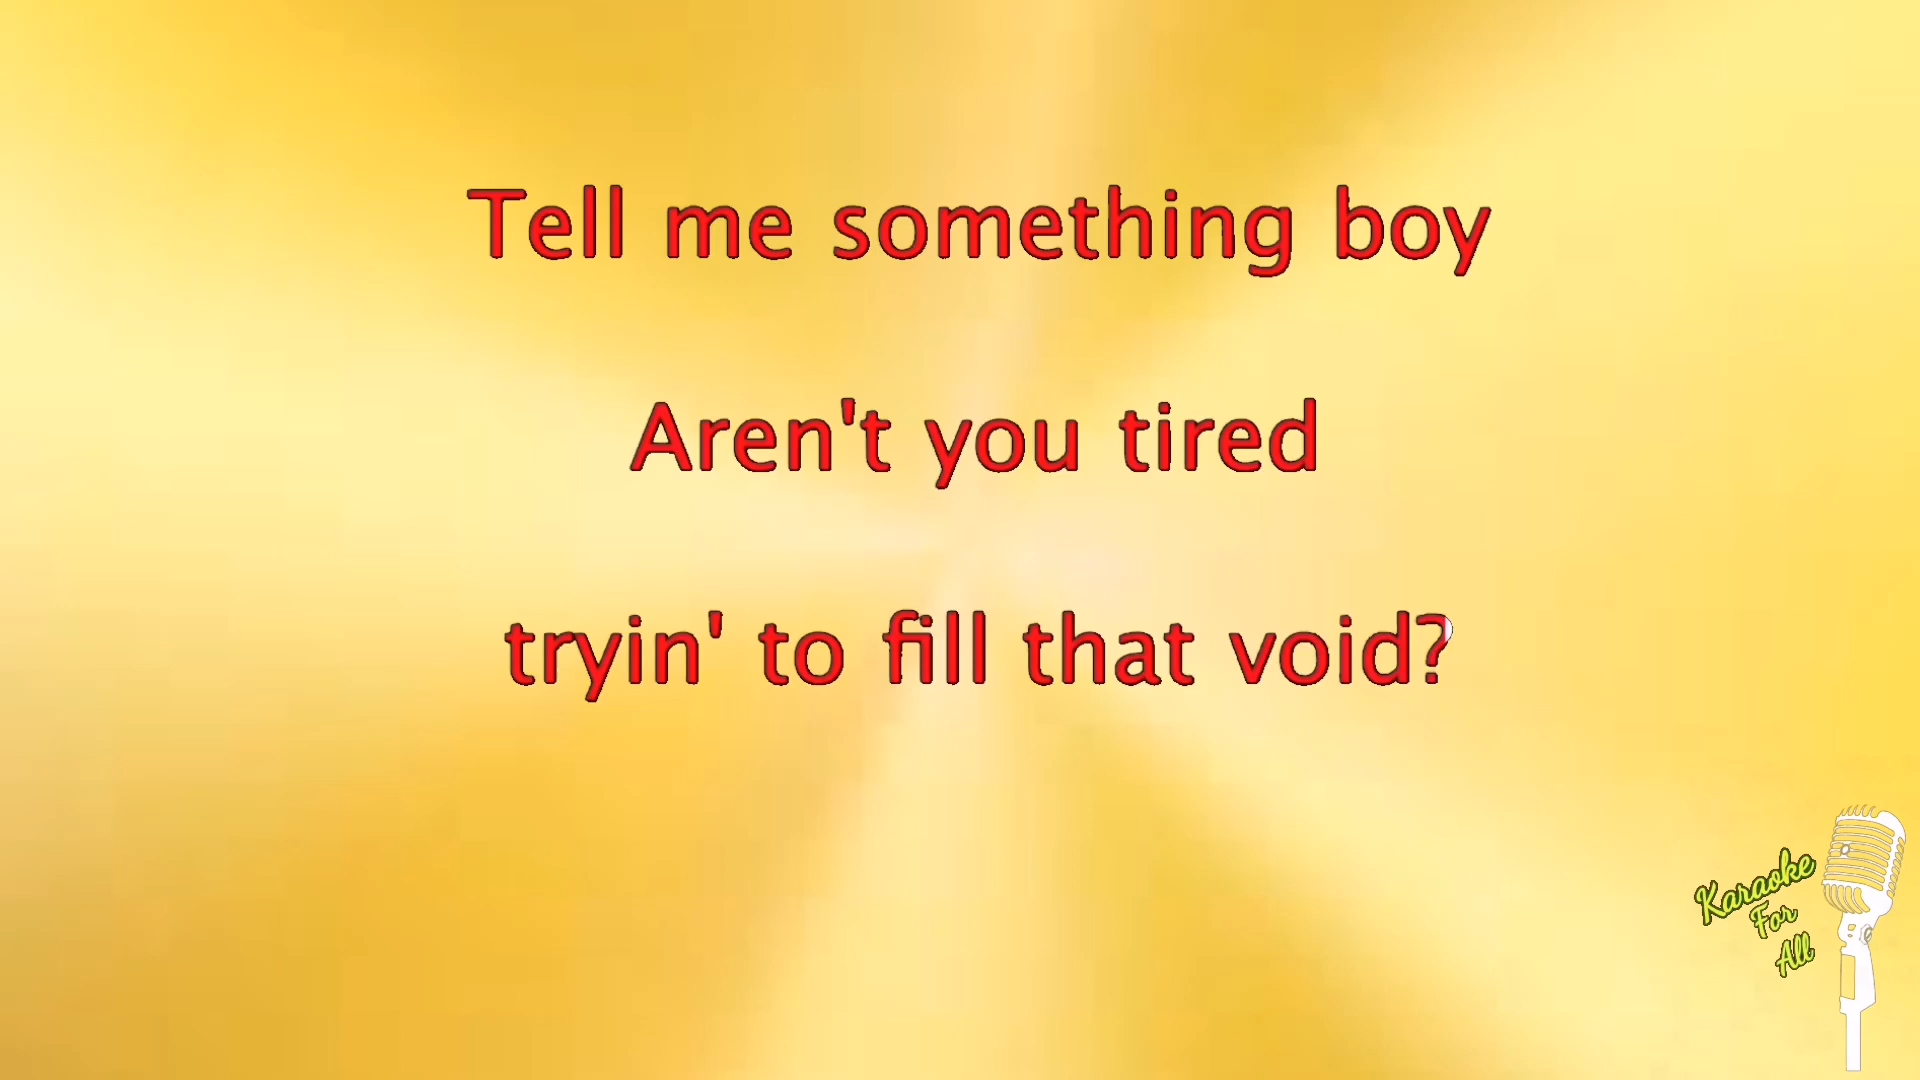 Tell me something boy
Aren't you tired
tryin' to fill that void?
Karaoke
For
All